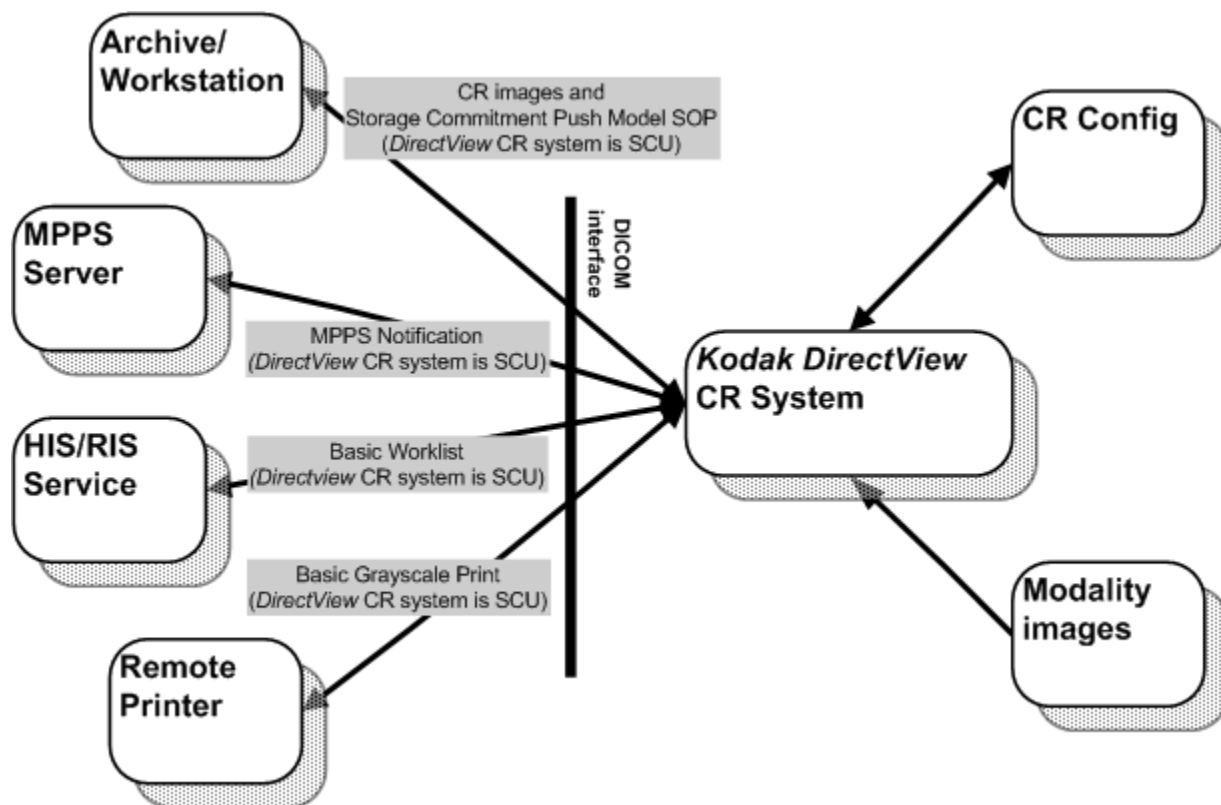 Archive/
Workstation
CR images and
Storage Commitment Push Model SOP
(DirectView CR system is SCU)
CR Config
MPPS
Server
DICOM
interface
MPPS Notification
(DirectView CR system is SCU)
Kodak DirectView
CR System
HIS/RIS
Service
Basic Worklist
(Directview CR system is SCU)
Basic Grayscale Print
(DirectView CR system is SCU)
Modality
images
Remote
Printer